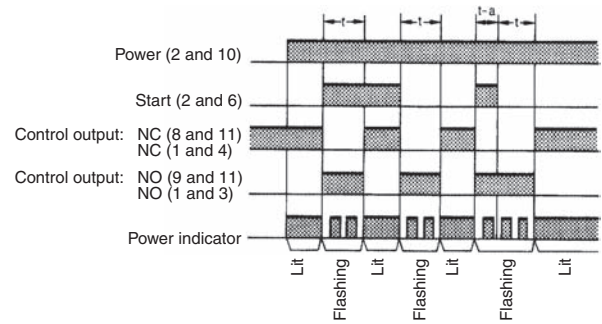 t
t
t-a
t
Power (2 and 10)
Start (2 and 6)
Control output: NC (8 and 11)
NC (1 and 4)
Control output: NO (9 and 11)
NO (1 and 3)
Power indicator
Lit
Flashing
Lit
Flashing
Lit
Flashing
Lit